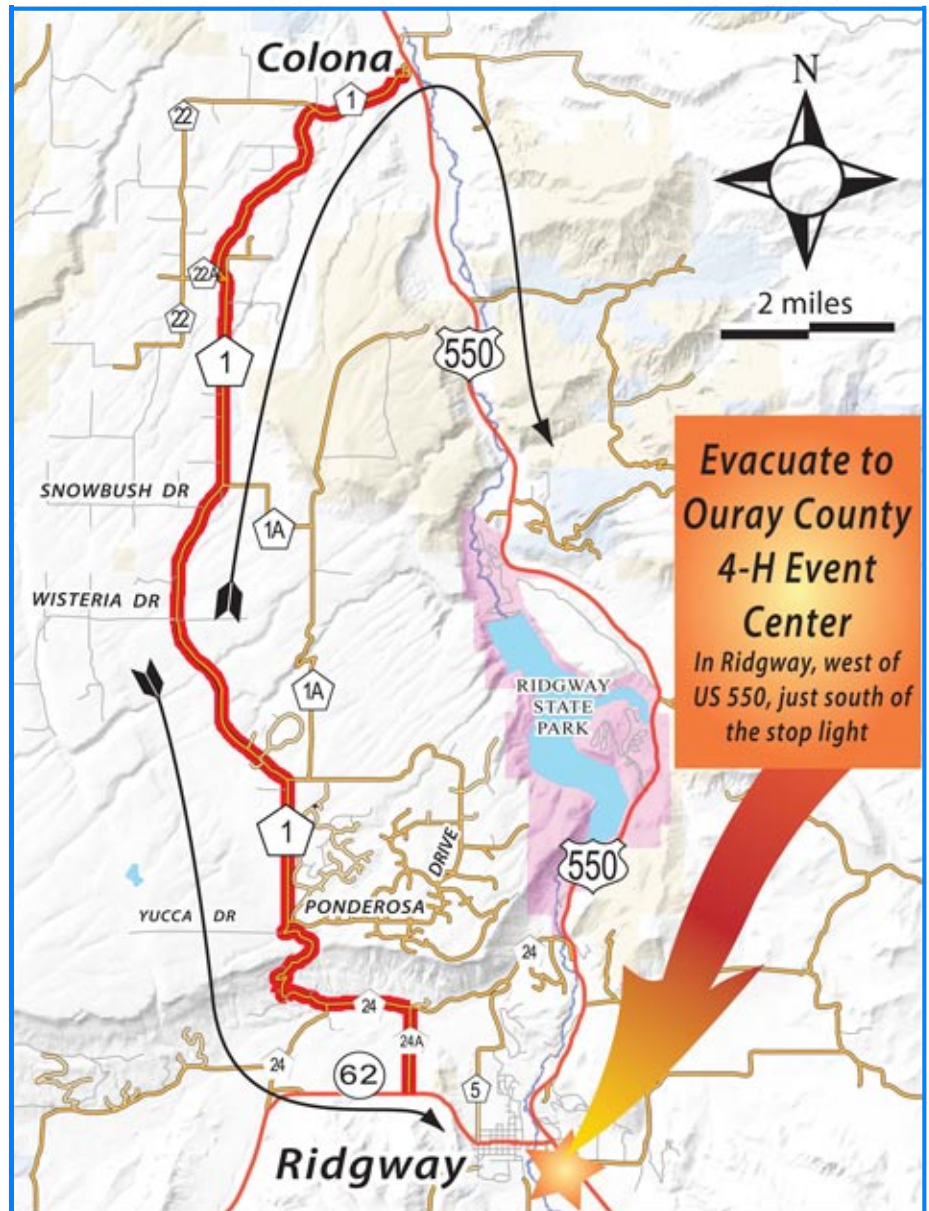 Colona
N
1
22
22A
22
2 miles
550
1
Evacuate to
Ouray County
4-H Event
Center
In Ridgway, west of
US 550, just south of
the stop light
SNOWBUSH DR
1A
WISTERIA DR
1A
RIDGWAY
STATE
PARK
1
550
DRIVE
PONDEROSA
YUCCA DR
24
24
24A
24
62
5
Ridgway